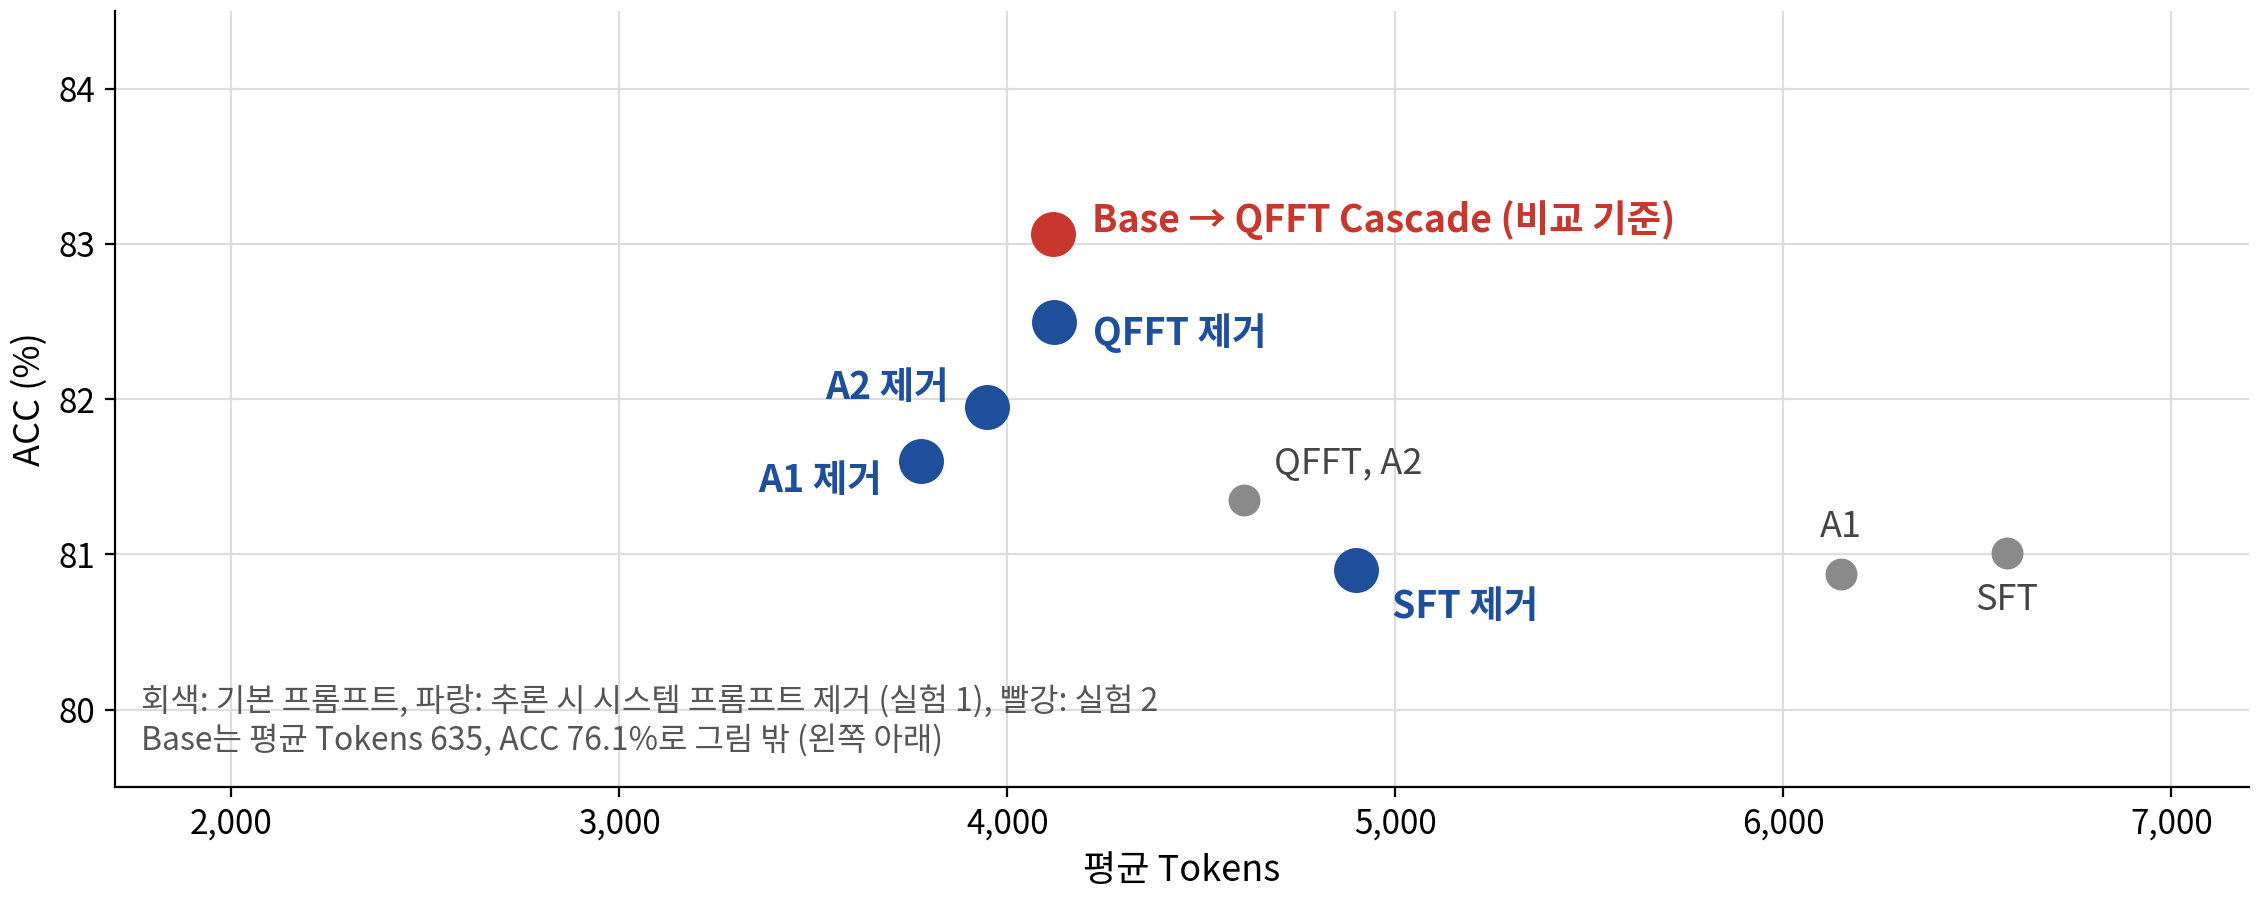 84
83
82
81
80
ACC (%)
Base → QFFT Cascade (비교 기준)
QFFT 제거
A2 제거
A1 제거
QFFT, A2
A1
SFT
SFT 제거
회색: 기본 프롬프트, 파랑: 추론 시 시스템 프롬프트 제거 (실험 1), 빨강: 실험 2
Base는 평균 Tokens 635, ACC 76.1%로 그림 밖 (왼쪽 아래)
2,000
3,000
4,000
5,000
6,000
7,000
평균 Tokens